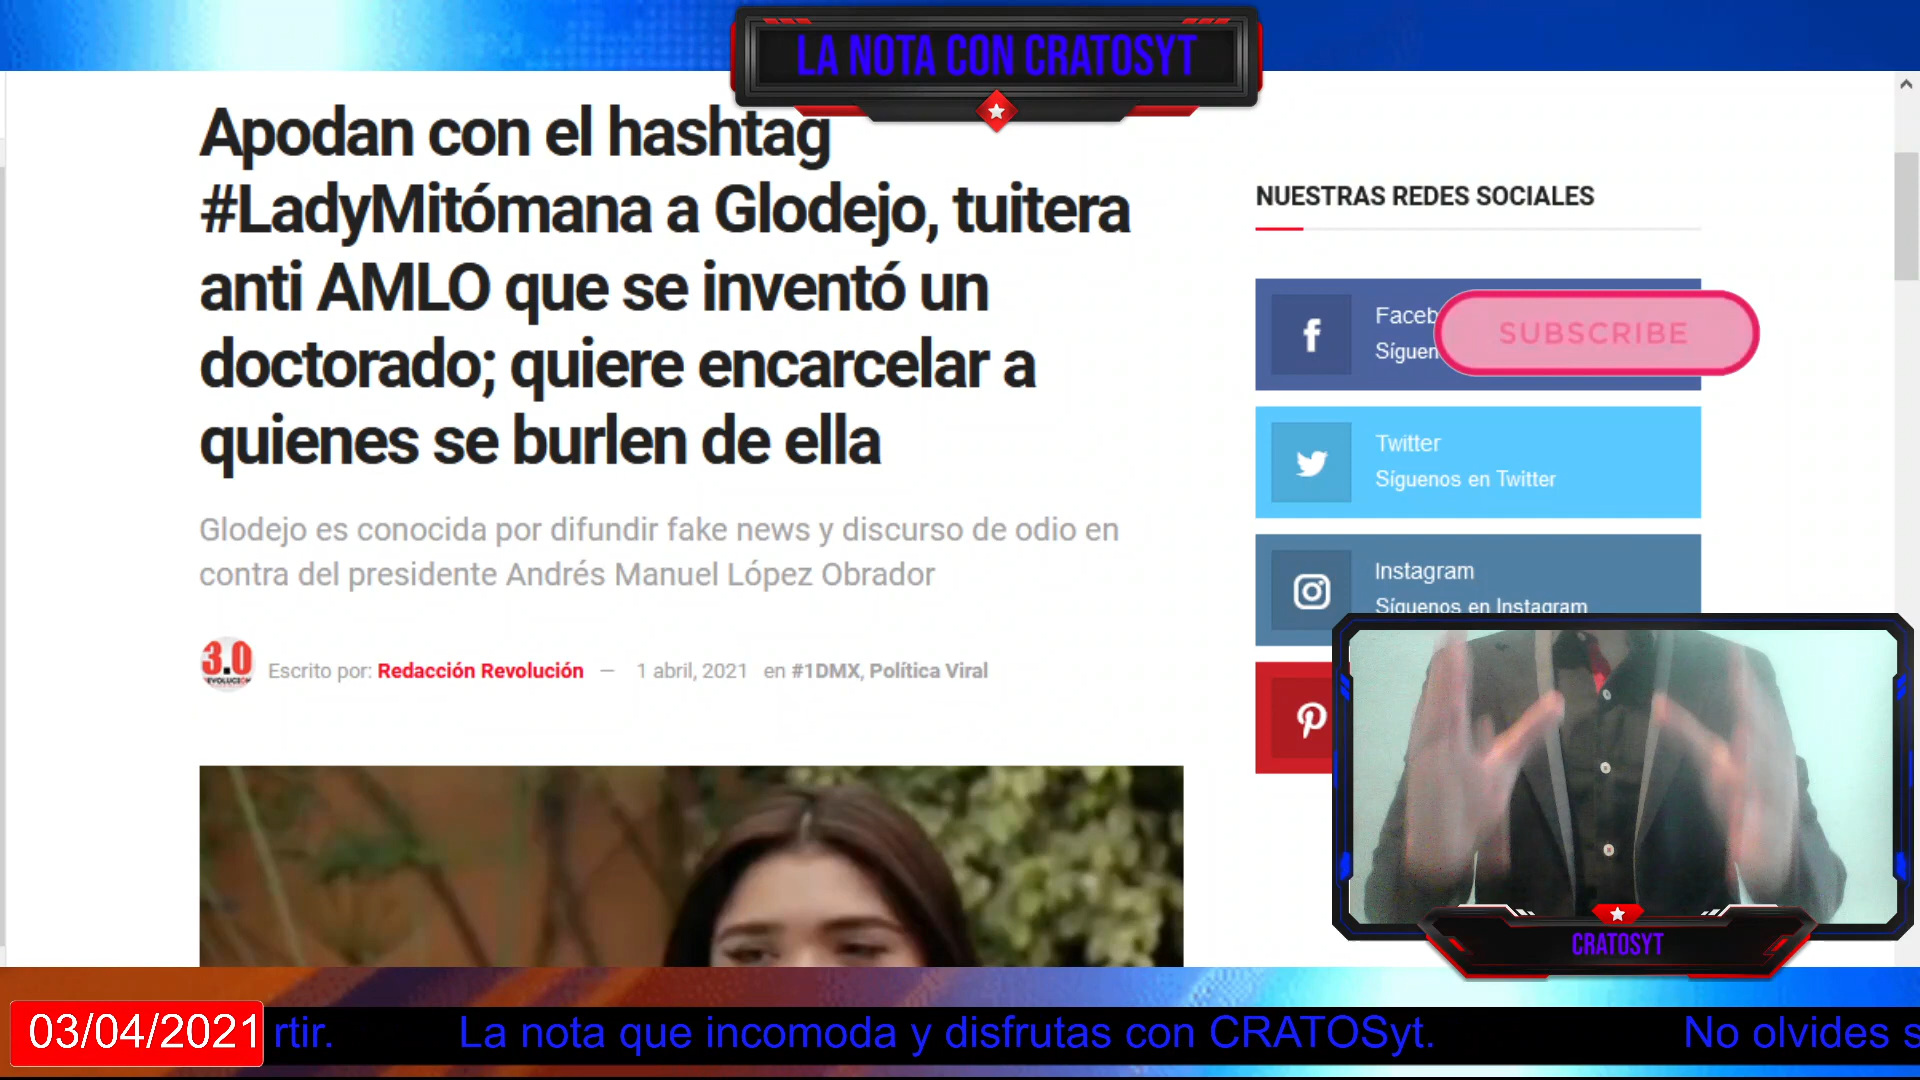 LA NOTA CON CRATOSYT
Apodan con el hashtag
#LadyMitómana a Glodejo, tuitera
anti AMLO que se inventó un
doctorado; quiere encarcelar a
quienes se burlen de ella
Glodejo es conocida por difundir fake news y discurso de odio en
contra del presidente Andrés Manuel López Obrador
3.0
Escrito por: Redacción Revolución — 1 abril, 2021 en #1DMX, Política Viral
NUESTRAS REDES SOCIALES
Faceb
Síguen
SUBSCRIBE
Twitter
Síguenos en Twitter
Instagram
Síguenos en Instagram
CRATOSYT
03/04/2021 rtir. La nota que incomoda y disfrutas con CRATOSyt. No olvides s